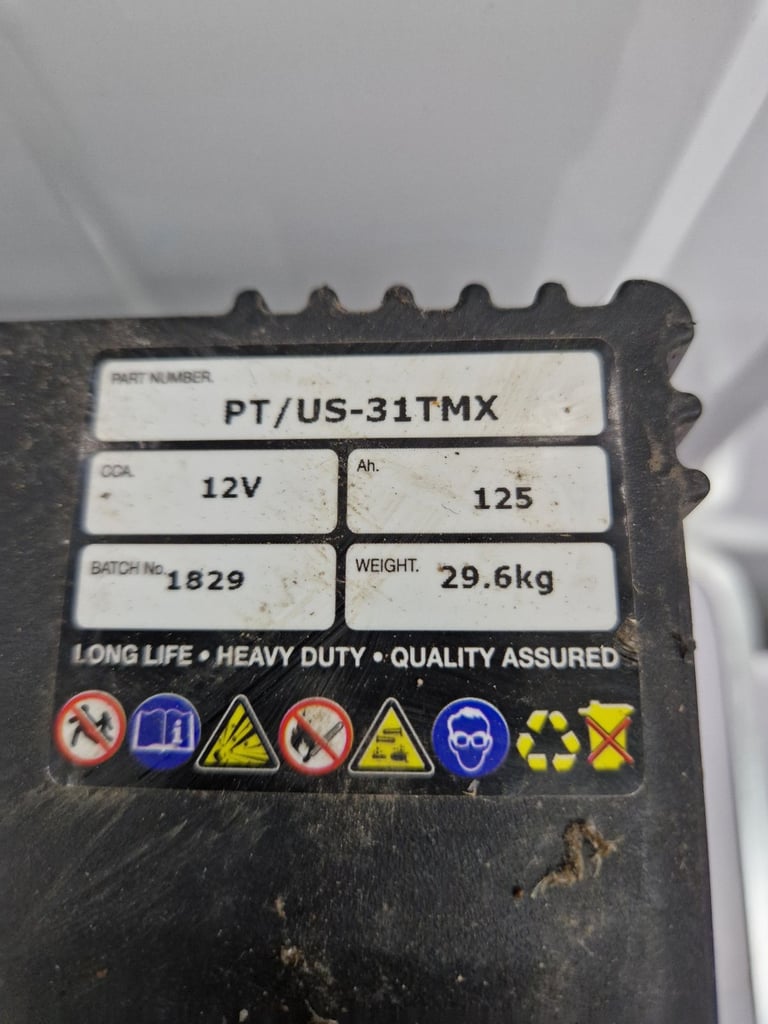 PART NUMBER.
PT/US-31TMX
CCA.
12V
Ah.
125
BATCH No.
1829
WEIGHT.
29.6kg
LONG LIFE • HEAVY DUTY • QUALITY ASSURED